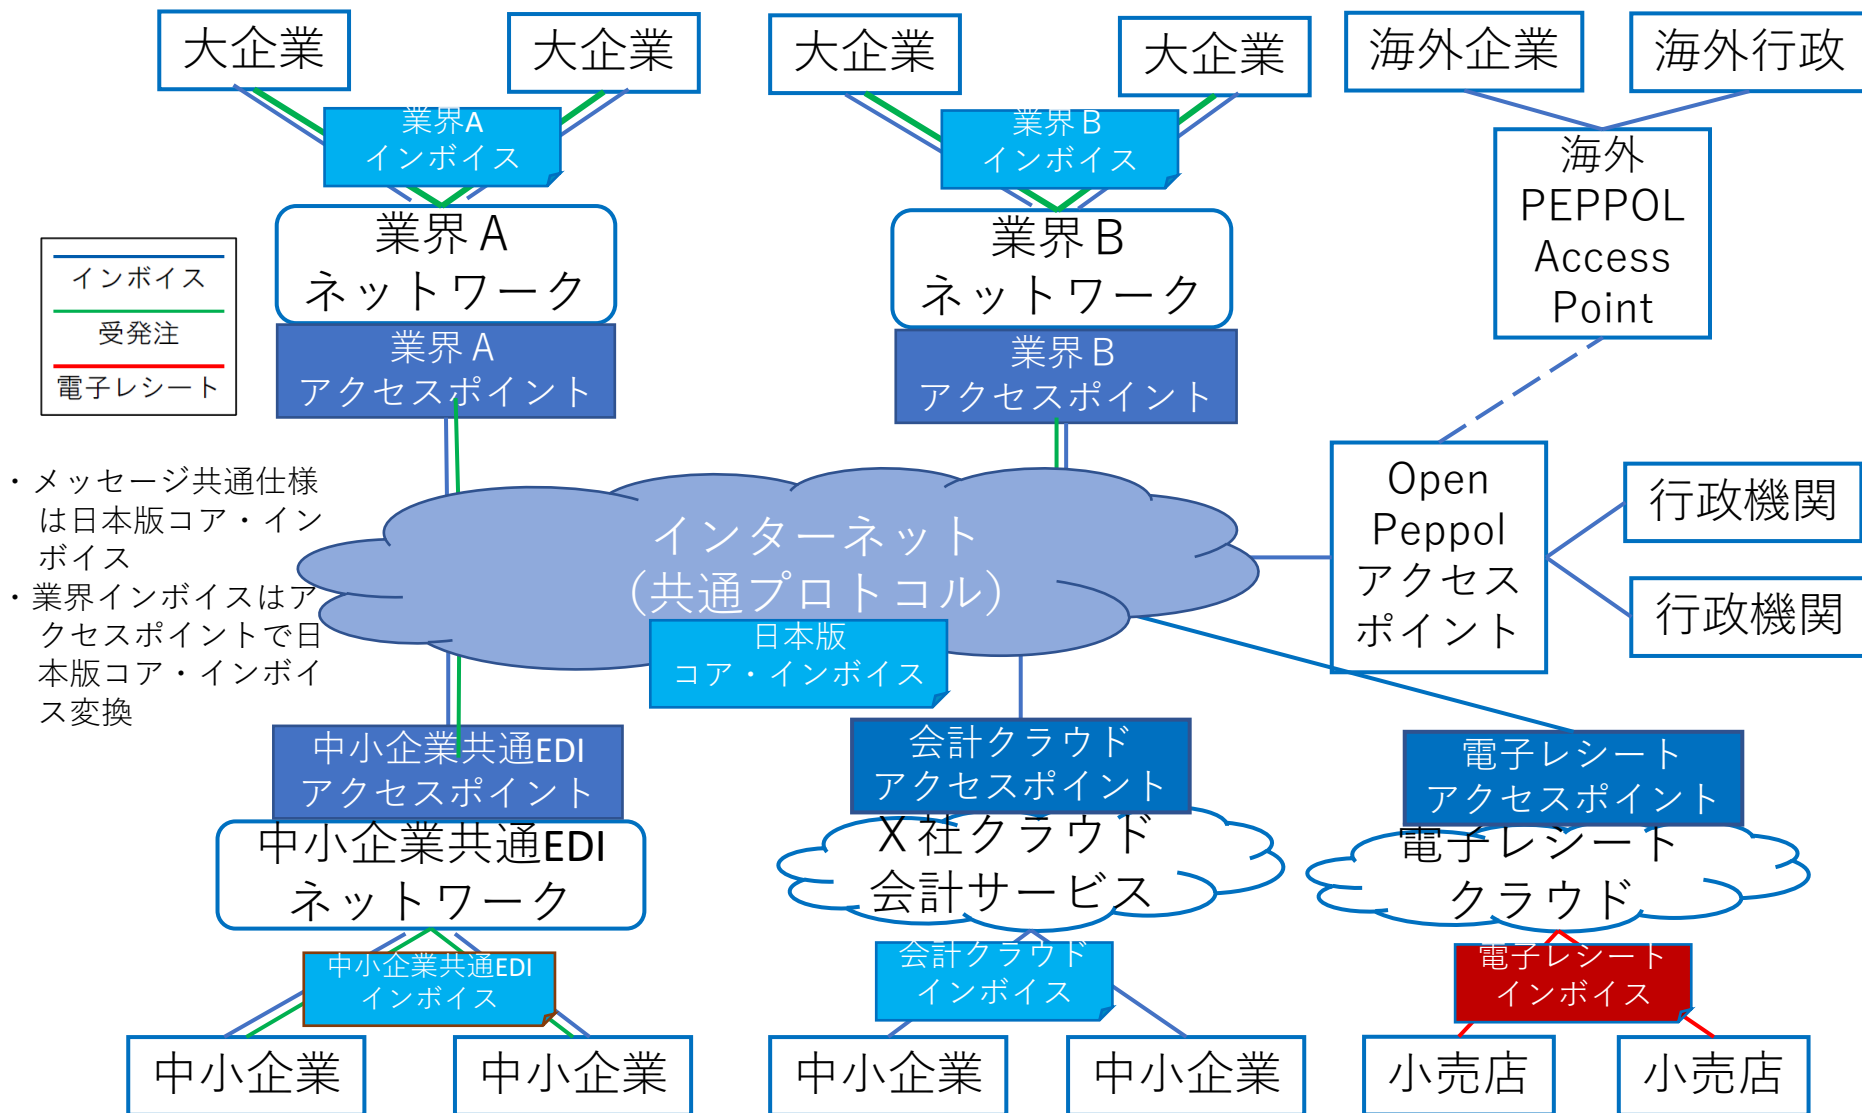 大企業
大企業
大企業
大企業
海外企業
海外行政
業界A
インボイス
業界B
インボイス
海外
PEPPOL
Access
Point
業界A
ネットワーク
業界B
ネットワーク
インボイス
受発注
電子レシート
業界A
アクセスポイント
業界B
アクセスポイント
・メッセージ共通仕様
は日本版コア・イン
ボイス
・業界インボイスはア
クセスポイントで日
本版コア・インボイ
ス変換
インターネット
(共通プロトコル)
日本版
コア・インボイス
Open
Peppol
アクセス
ポイント
行政機関
行政機関
中小企業共通EDI
アクセスポイント
会計クラウド
アクセスポイント
電子レシート
アクセスポイント
中小企業共通EDI
ネットワーク
X社クラウド
会計サービス
電子レシート
クラウド
中小企業共通EDI
インボイス
会計クラウド
インボイス
電子レシート
インボイス
中小企業
中小企業
中小企業
中小企業
小売店
小売店